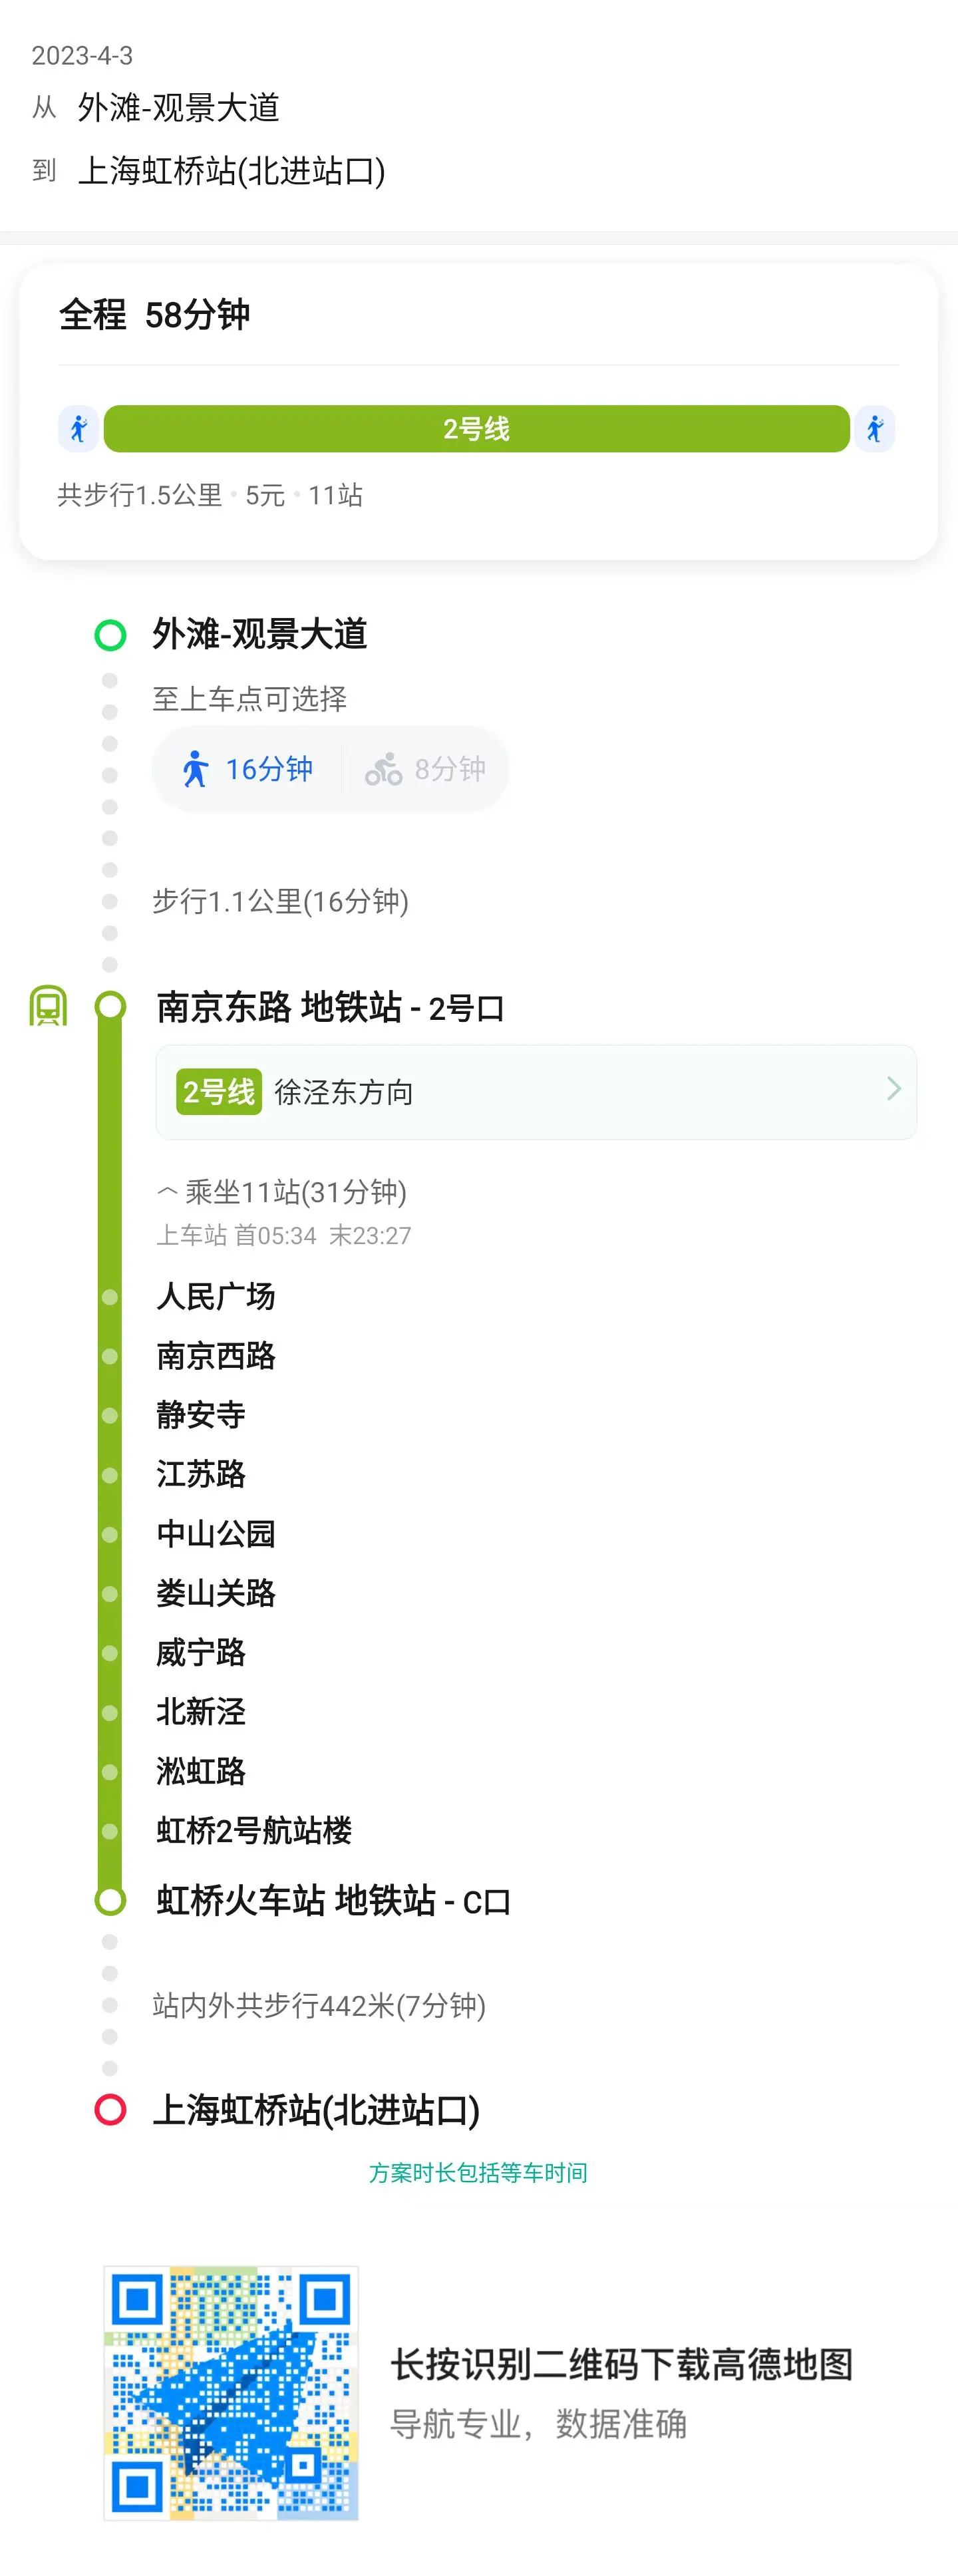 2023-4-3
从 外滩-观景大道
到 上海虹桥站(北进站口)
全程 58分钟
2号线
共步行1.5公里 · 5元 · 11站
外滩-观景大道
至上车点可选择
16分钟 8分钟
步行1.1公里(16分钟)
南京东路 地铁站 - 2号口
2号线 徐泾东方向
乘坐11站(31分钟)
上车站 首05:34 末23:27
人民广场
南京西路
静安寺
江苏路
中山公园
娄山关路
威宁路
北新泾
淞虹路
虹桥2号航站楼
虹桥火车站 地铁站 - C口
站内外共步行442米(7分钟)
上海虹桥站(北进站口)
方案时长包括等车时间
长按识别二维码下载高德地图
导航专业，数据准确